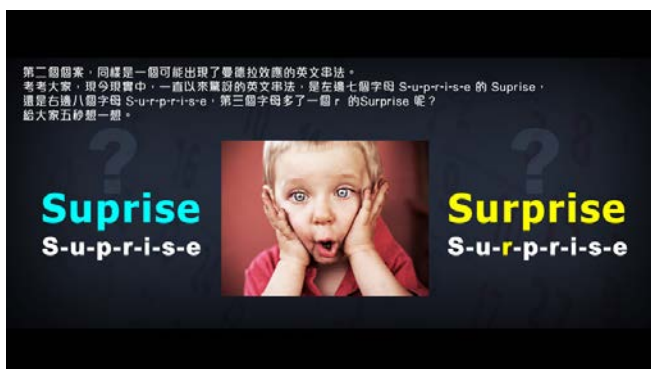 第二個個案，同樣是一個可能出現了曼德拉效應的英文串法。
考考大家，現今現實中，一直以來驚訝的英文串法，是左邊七個字母 S-u-p-r-i-s-e 的 Suprise，
還是右邊八個字母 S-u-r-p-r-i-s-e，第三個字母多了一個 r 的Surprise 呢？
給大家五秒想一想。
? ?
Suprise Surprise
S-u-p-r-i-s-e S-u-r-p-r-i-s-e